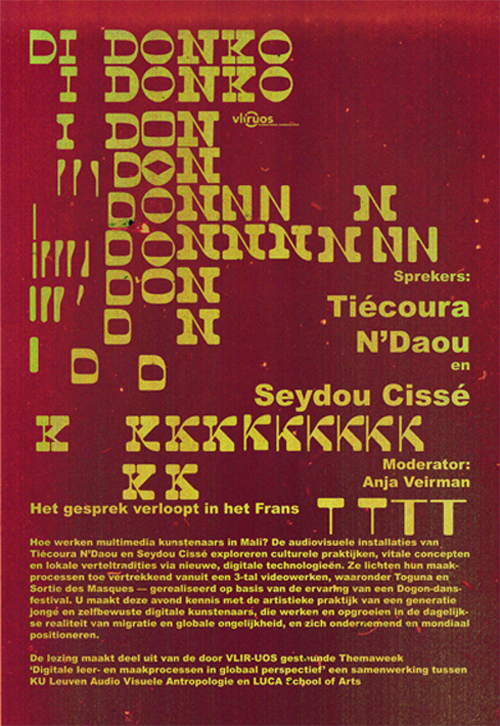 DI DONKO
I DONKO
I DON
vliruos
DON
DONNN N
DONNNNNNN
DON
D N
Sprekers:
Tiécoura
N'Daou
en
Seydou Cissé
D D
K KKKKKKKKK
KK
Moderator:
Anja Veirman
Het gesprek verloopt in het Frans
T T T T
Hoe werken multimedia kunstenaars in Mali? De audiovisuele installaties van
Tiécoura N'Daou en Seydou Cissé exploreren culturele praktijken, vitale concepten
en lokale verteltradities via nieuwe, digitale technologieën. Ze lichten hun maak-
processen toe vertrekkend vanuit een 3-tal videowerken, waaronder Toguna en
Sortie des Masques — gerealiseerd op basis van de ervaring van een Dogon-dans-
festival. U maakt deze avond kennis met de artistieke praktijk van een generatie
jonge en zelfbewuste digitale kunstenaars, die werken en opgroeien in de dagelijk-
se realiteit van migratie en globale ongelijkheid, en zich ondernemend en mondiaal
positioneren.
De lezing maakt deel uit van de door VLIR-UOS gesteunde Themaweek
'Digitale leer- en maakprocessen in globaal perspectief' een samenwerking tussen
KU Leuven Audio Visuele Antropologie en LUCA School of Arts